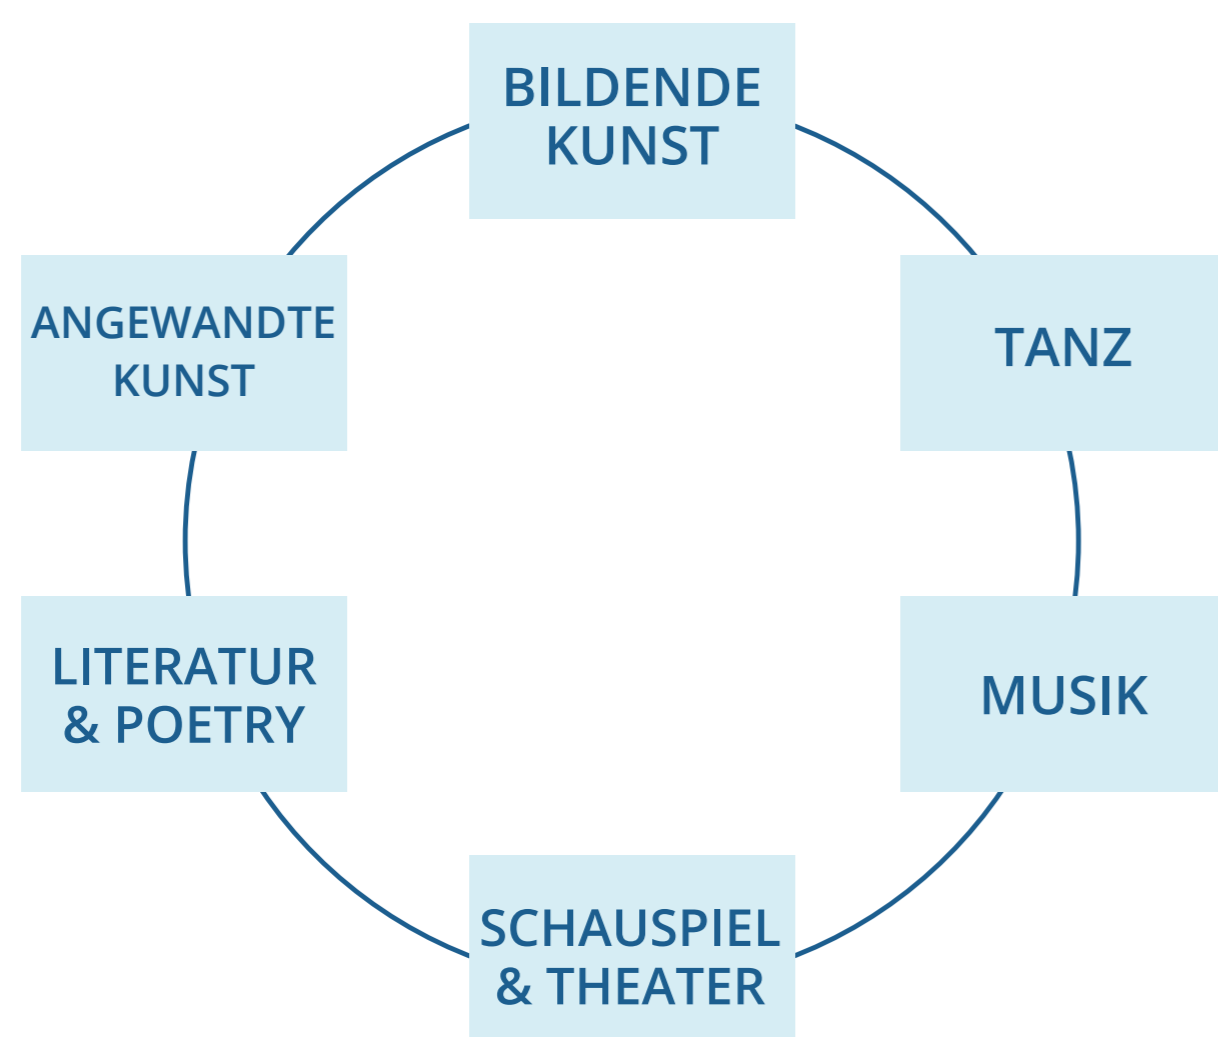 BILDENDE
KUNST
ANGEWANDTE
KUNST
TANZ
LITERATUR
& POETRY
MUSIK
SCHAUSPIEL
& THEATER